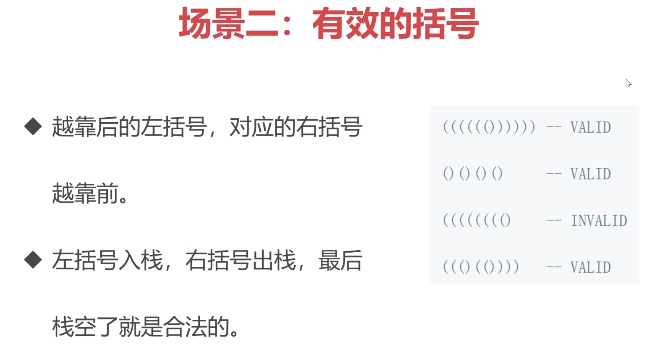 场景二：有效的括号
◆ 越靠后的左括号，对应的右括号
越靠前。
◆ 左括号入栈，右括号出栈，最后
栈空了就是合法的。
(((((()))))) -- VALID
()()()() -- VALID
(((((((() -- INVALID
((()(()))) -- VALID